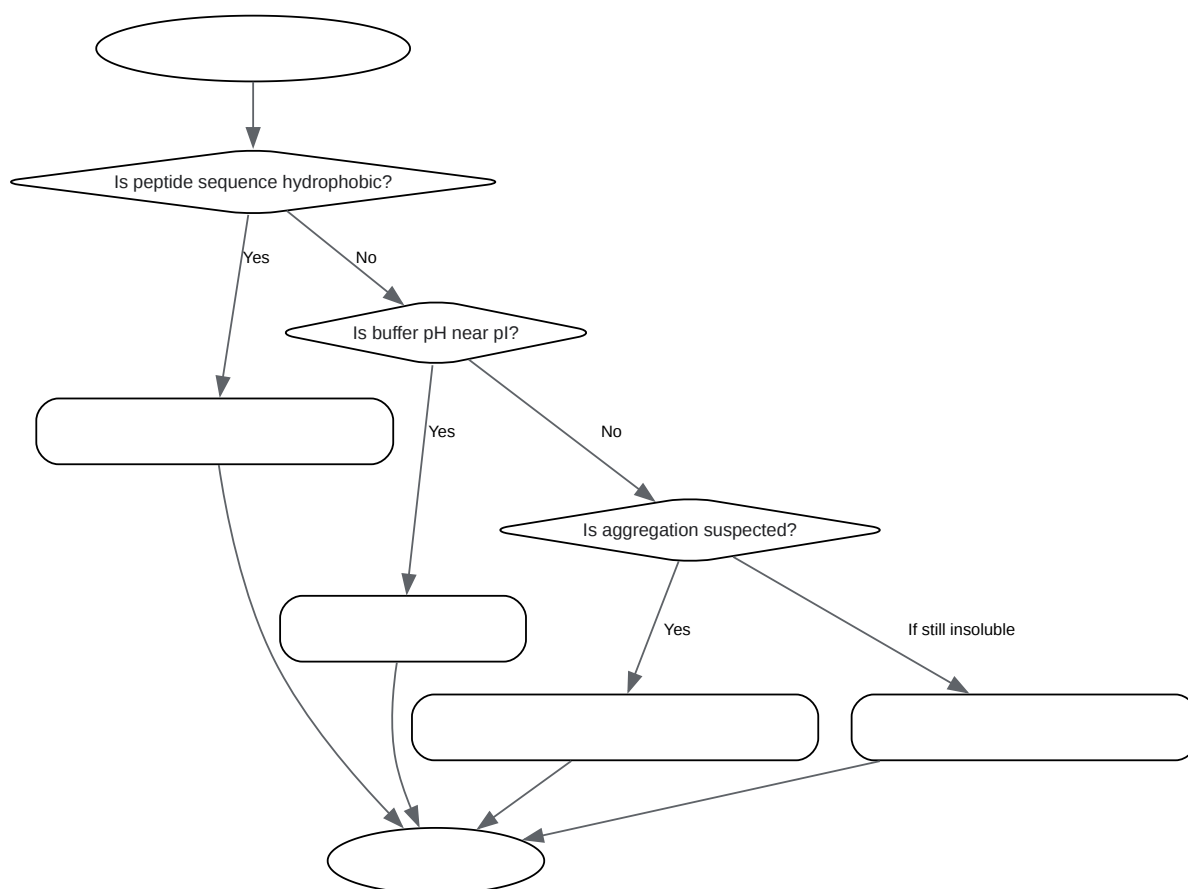 Is peptide sequence hydrophobic?
Yes
No
Is buffer pH near pI?
Yes
No
Is aggregation suspected?
Yes
If still insoluble